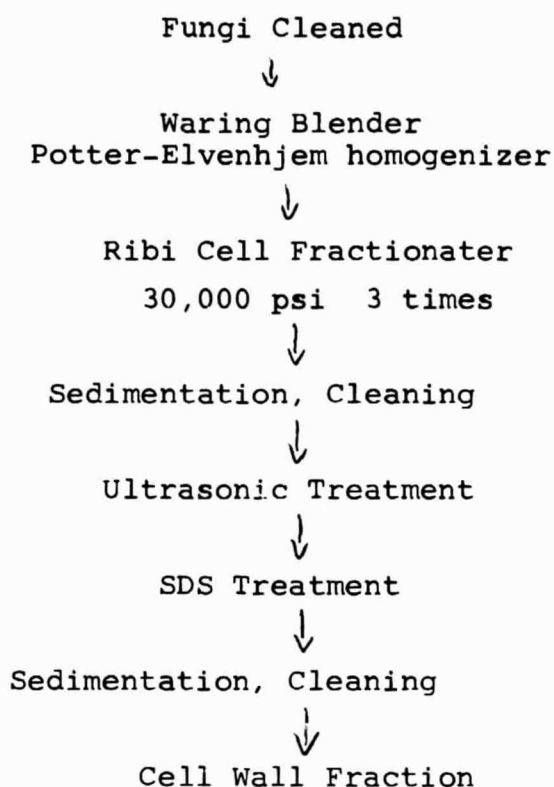 Fungi Cleaned
↓
Waring Blender
Potter-Elvenhjem homogenizer
↓
Ribi Cell Fractionater
30,000 psi 3 times
↓
Sedimentation, Cleaning
↓
Ultrasonic Treatment
↓
SDS Treatment
↓
Sedimentation, Cleaning
↓
Cell Wall Fraction